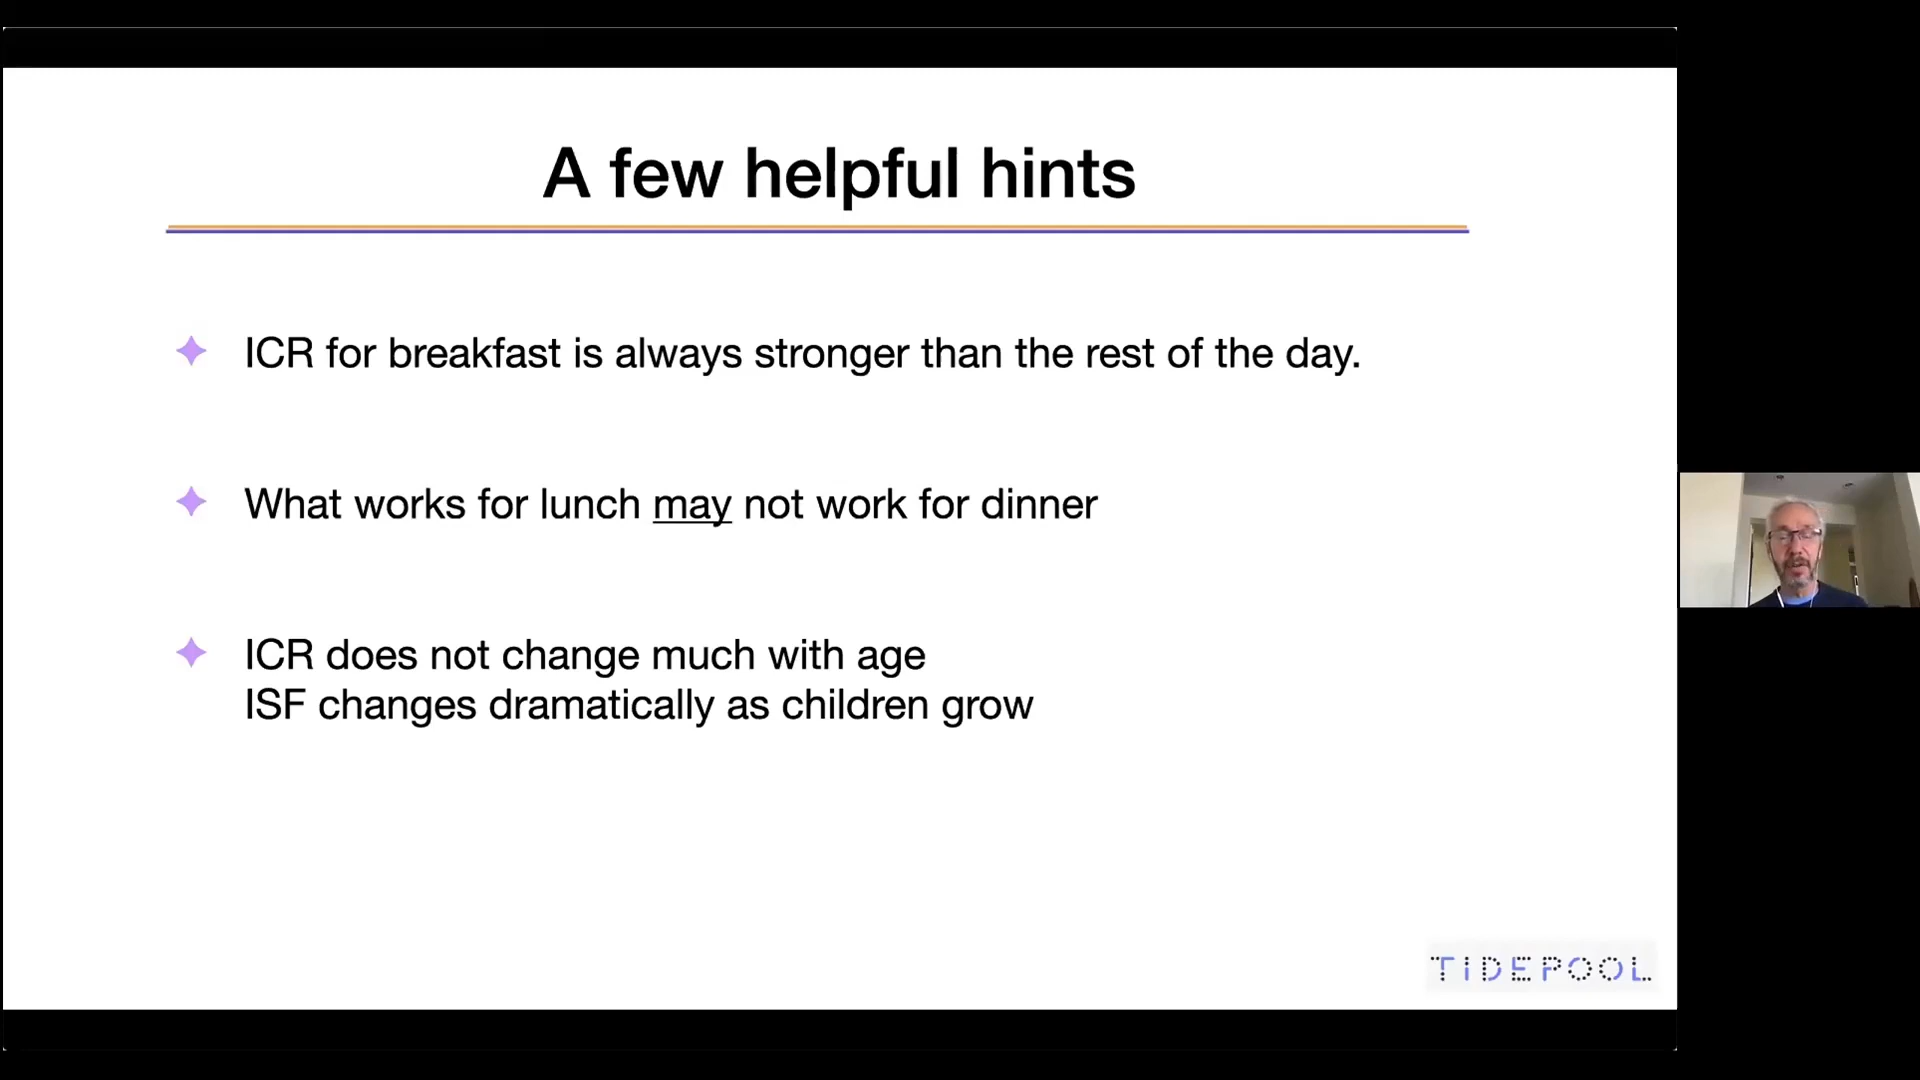 A few helpful hints
ICR for breakfast is always stronger than the rest of the day.
What works for lunch may not work for dinner
ICR does not change much with age
ISF changes dramatically as children grow
TIDEPOOL